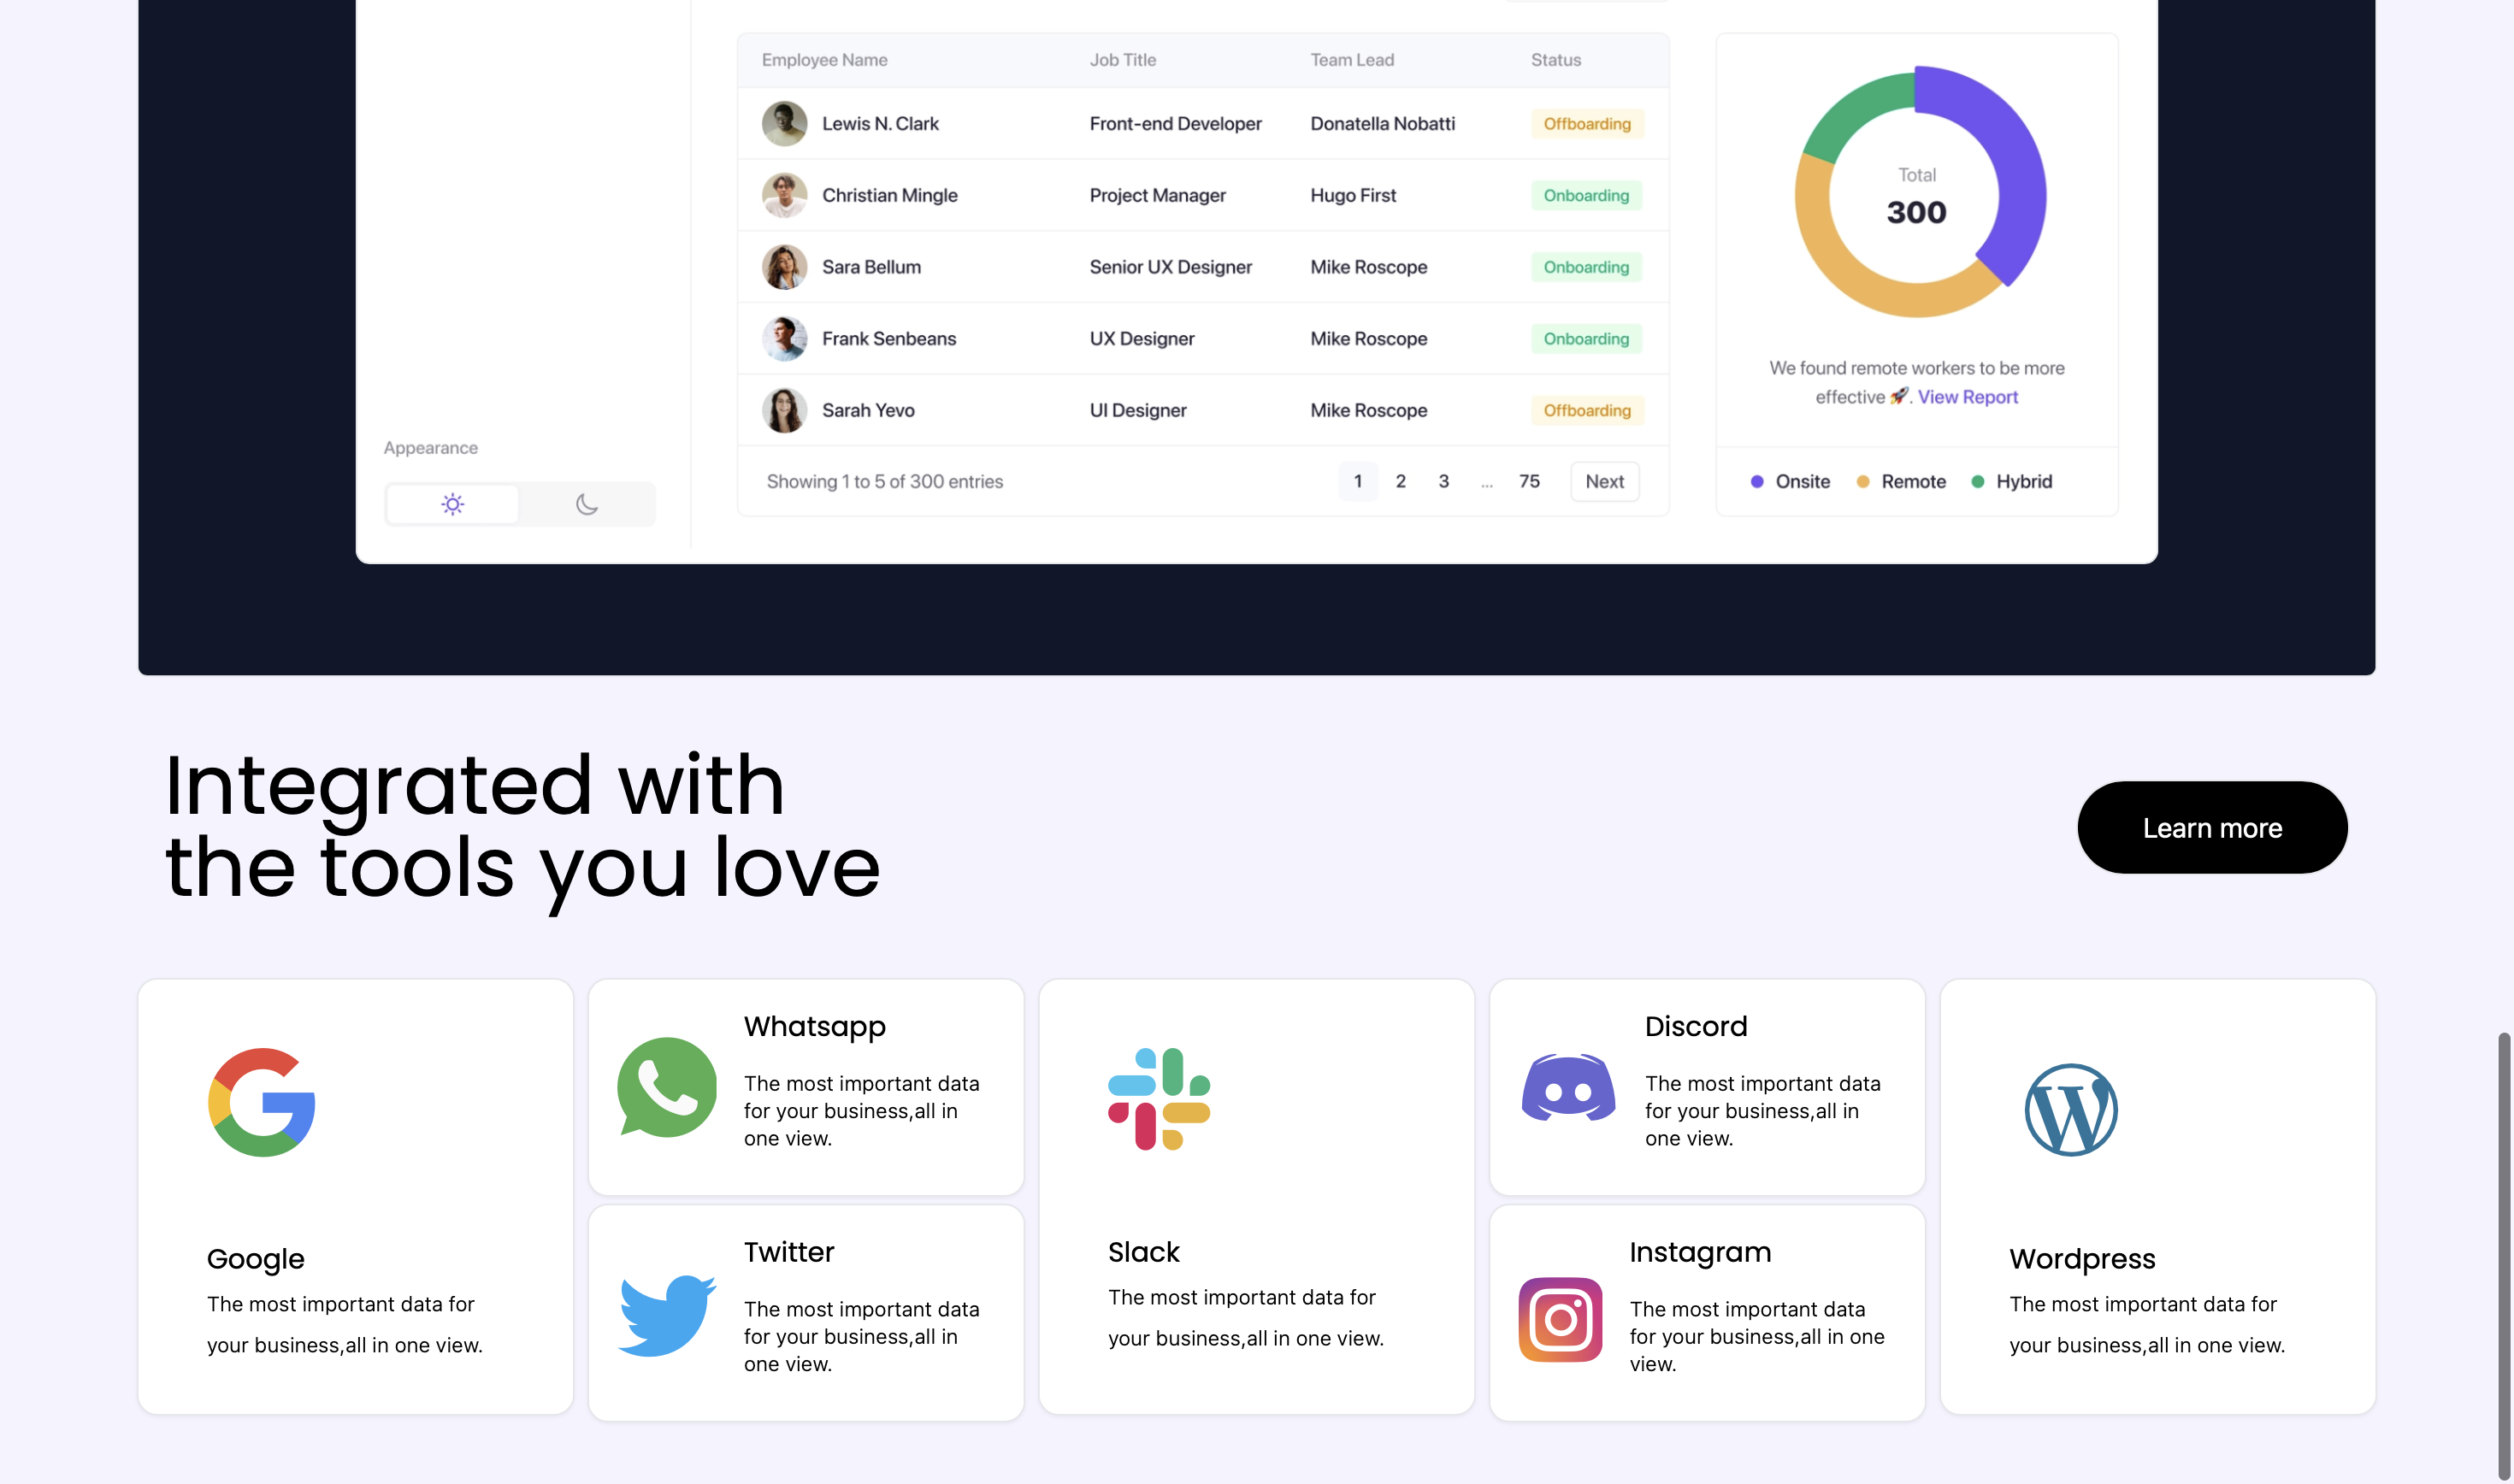 Employee Name Job Title Team Lead Status
Lewis N. Clark Front-end Developer Donatella Nobatti Offboarding
Christian Mingle Project Manager Hugo First Onboarding
Sara Bellum Senior UX Designer Mike Roscope Onboarding
Frank Senbeans UX Designer Mike Roscope Onboarding
Sarah Yevo UI Designer Mike Roscope Offboarding
Showing 1 to 5 of 300 entries 1 2 3 ... 75 Next
Total
300
We found remote workers to be more
effective 🚀. View Report
Onsite Remote Hybrid
Appearance
Integrated with
the tools you love
Learn more
Google
The most important data for
your business,all in one view.
Whatsapp
The most important data
for your business,all in
one view.
Twitter
The most important data
for your business,all in
one view.
Slack
The most important data for
your business,all in one view.
Discord
The most important data
for your business,all in
one view.
Instagram
The most important data
for your business,all in one
view.
Wordpress
The most important data for
your business,all in one view.